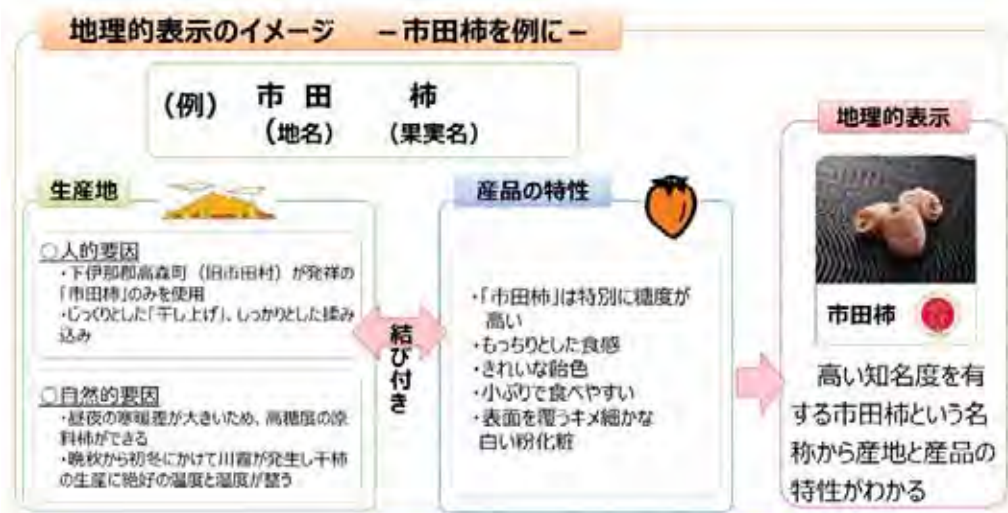 地理的表示のイメージ －市田柿を例に－
(例) 市田 柿
(地名) (果実名)
生産地
○人的要因
・下伊那郡高森町（旧市田村）が発祥の
「市田柿」のみを使用
・じっくりとした「干し上げ」、しっかりとした揉み
込み
○自然的要因
・昼夜の寒暖差が大きいため、高糖度の原
料柿ができる
・晩秋から初冬にかけて川霧が発生し干柿
の生産に絶好の温度と湿度が整う
結び付き
産品の特性
・「市田柿」は特別に糖度が
高い
・もっちりとした食感
・きれいな飴色
・小ぶりで食べやすい
・表面を覆うキメ細かな
白い粉化粧
地理的表示
市田柿
高い知名度を有
する市田柿という名
称から産地と産品の
特性がわかる